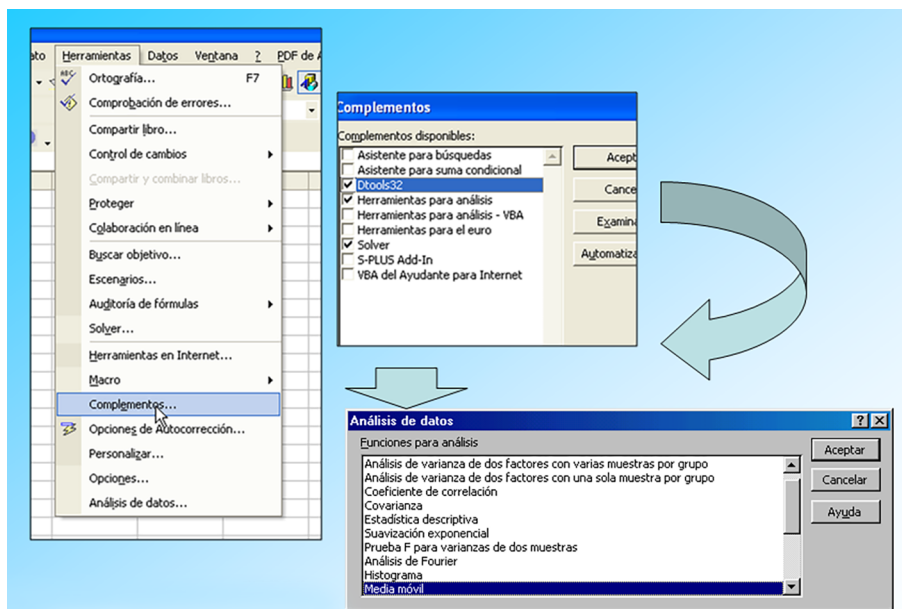 ato Herramientas Datos Ventana ? PDF de A
ABC Ortografía... F7
Comprobación de errores...
Compartir libro...
Control de cambios
Compartir y combinar libros...
Proteger
Colaboración en línea
Buscar objetivo...
Escenarios...
Auditoría de fórmulas
Solver...
Herramientas en Internet...
Macro
Complementos...
Opciones de Autocorrección...
Personalizar...
Opciones...
Análisis de datos...
Complementos
Complementos disponibles:
Asistente para búsquedas
Asistente para suma condicional
Dtools32
Herramientas para análisis
Herramientas para análisis - VBA
Herramientas para el euro
Solver
S-PLUS Add-In
VBA del Ayudante para Internet
Acept
Cance
Examina
Automatiza
Análisis de datos
Funciones para análisis
Análisis de varianza de dos factores con varias muestras por grupo
Análisis de varianza de dos factores con una sola muestra por grupo
Coeficiente de correlación
Covarianza
Estadística descriptiva
Suavización exponencial
Prueba F para varianzas de dos muestras
Análisis de Fourier
Histograma
Media móvil
Aceptar
Cancelar
Ayuda